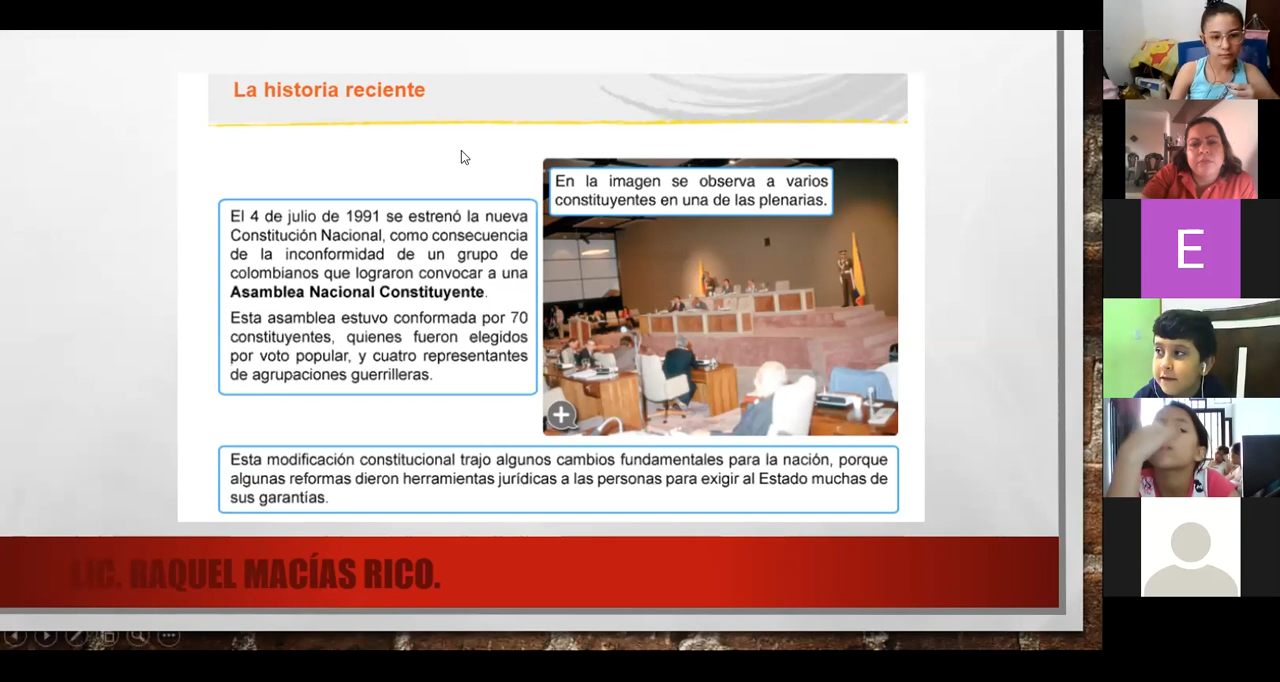 La historia reciente
En la imagen se observa a varios
constituyentes en una de las plenarias.
El 4 de julio de 1991 se estrenó la nueva
Constitución Nacional, como consecuencia
de la inconformidad de un grupo de
colombianos que lograron convocar a una
Asamblea Nacional Constituyente.
Esta asamblea estuvo conformada por 70
constituyentes, quienes fueron elegidos
por voto popular, y cuatro representantes
de agrupaciones guerrilleras.
Esta modificación constitucional trajo algunos cambios fundamentales para la nación, porque
algunas reformas dieron herramientas jurídicas a las personas para exigir al Estado muchas de
sus garantías.
LIC. RAQUEL MACÍAS RICO.
E